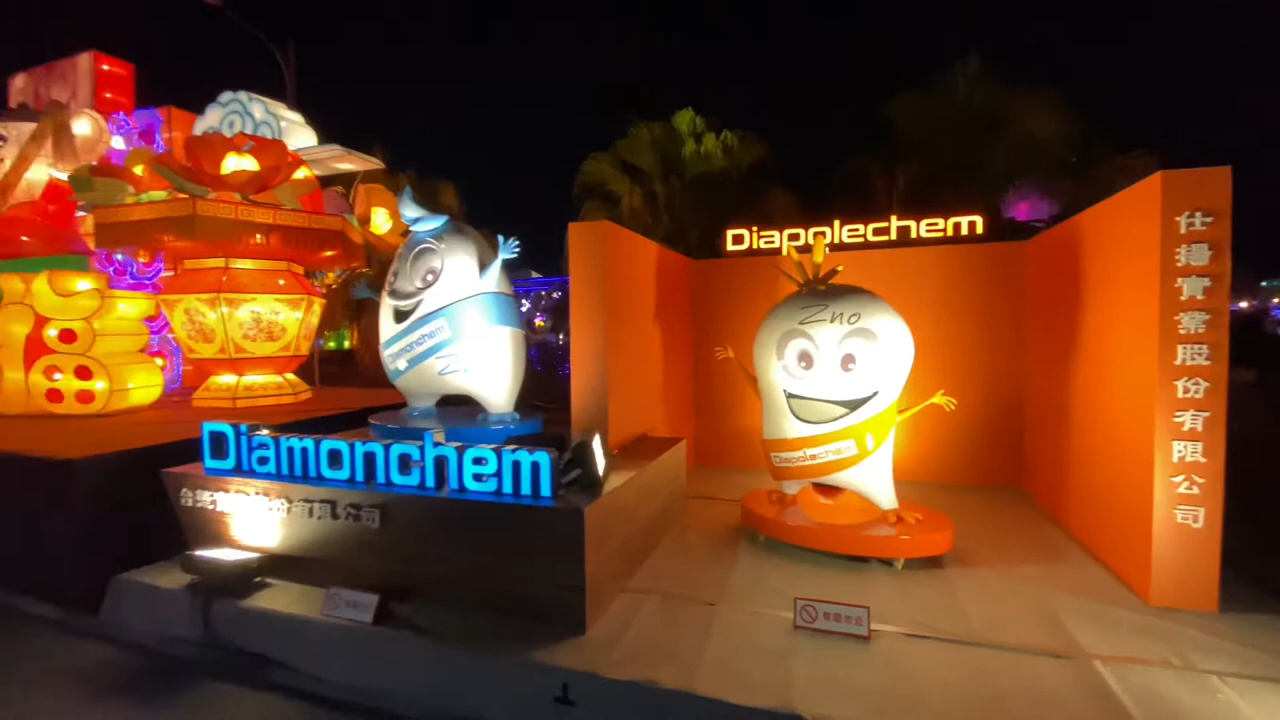 Diapolechem
Zno
Diapolechem
Diamonchem
Diamonchem
仕揚實業股份有限公司